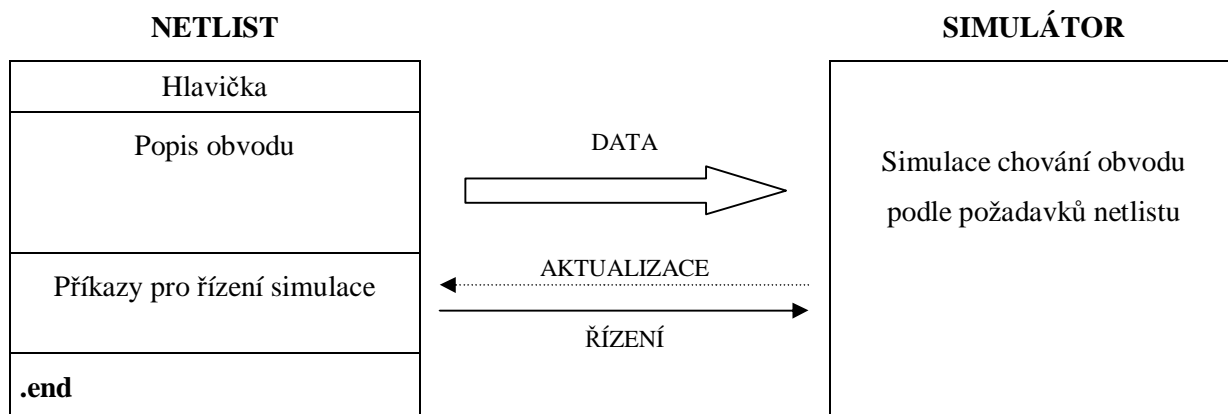 NETLIST
SIMULÁTOR
Hlavička
Popis obvodu
DATA
Simulace chování obvodu
podle požadavků netlistu
AKTUALIZACE
Příkazy pro řízení simulace
ŘÍZENÍ
.end